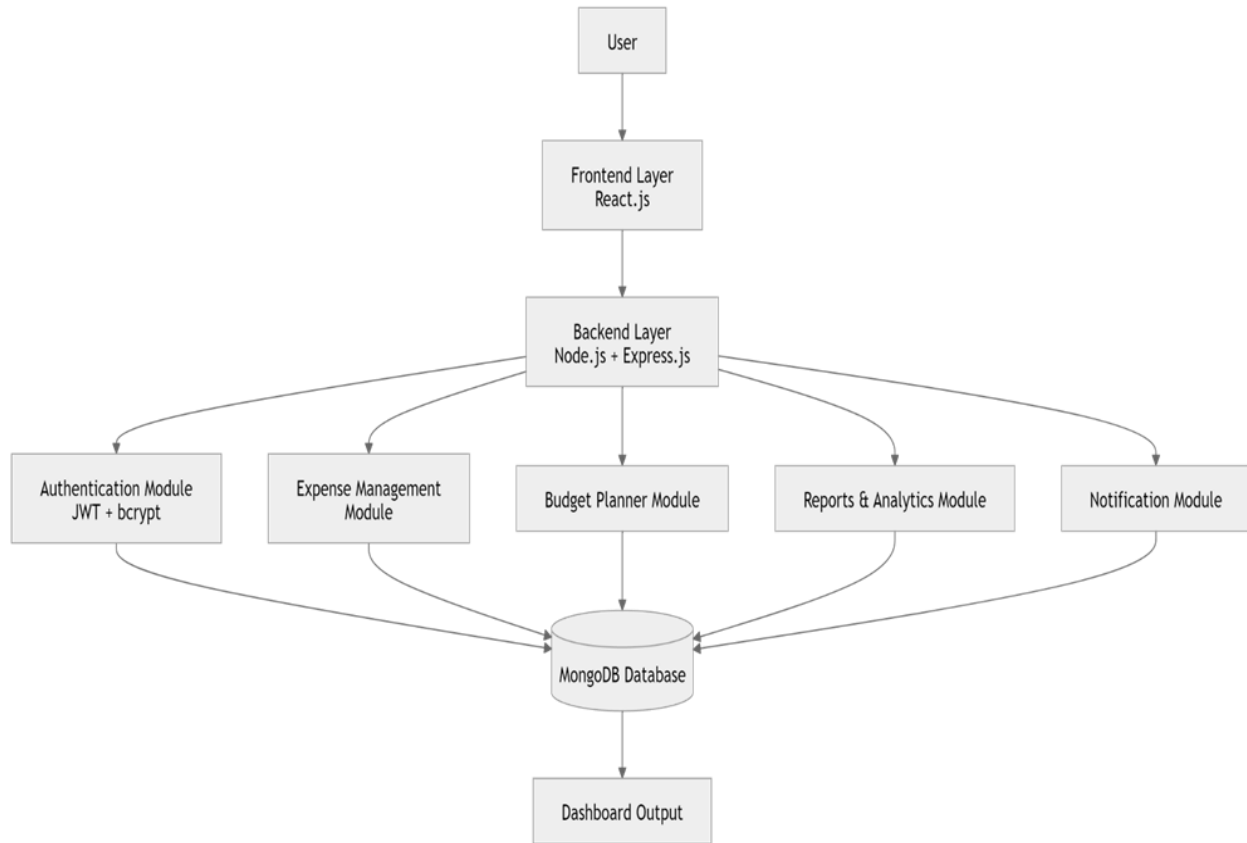 User
Frontend Layer
React.js
Backend Layer
Node.js + Express.js
Authentication Module
JWT + bcrypt
Expense Management
Module
Budget Planner Module
Reports & Analytics Module
Notification Module
MongoDB Database
Dashboard Output